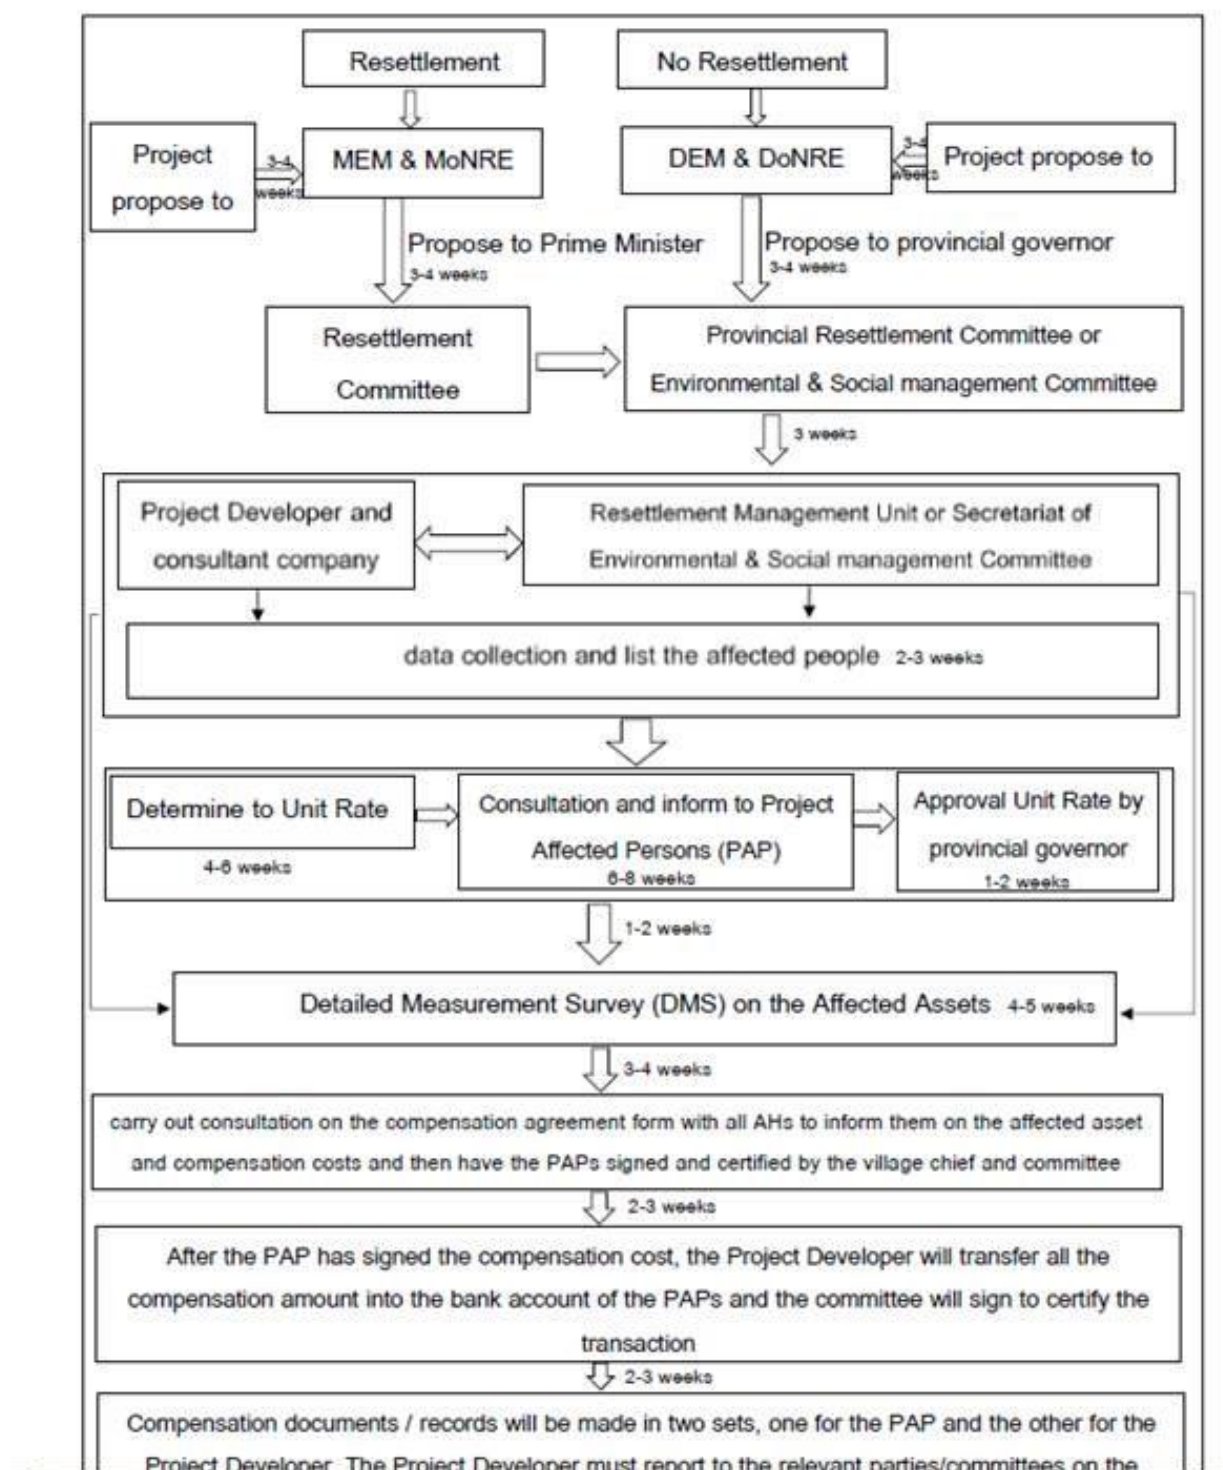 Resettlement
No Resettlement
Project
propose to
3-4
weeks
MEM & MoNRE
DEM & DoNRE
3-4
weeks
Project propose to
Propose to Prime Minister
3-4 weeks
Propose to provincial governor
3-4 weeks
Resettlement
Committee
Provincial Resettlement Committee or
Environmental & Social management Committee
3 weeks
Project Developer and
consultant company
Resettlement Management Unit or Secretariat of
Environmental & Social management Committee
data collection and list the affected people 2-3 weeks
Determine to Unit Rate
4-6 weeks
Consultation and inform to Project
Affected Persons (PAP)
6-8 weeks
Approval Unit Rate by
provincial governor
1-2 weeks
1-2 weeks
Detailed Measurement Survey (DMS) on the Affected Assets 4-5 weeks
3-4 weeks
carry out consultation on the compensation agreement form with all AHs to inform them on the affected asset
and compensation costs and then have the PAPs signed and certified by the village chief and committee
2-3 weeks
After the PAP has signed the compensation cost, the Project Developer will transfer all the
compensation amount into the bank account of the PAPs and the committee will sign to certify the
transaction
2-3 weeks
Compensation documents / records will be made in two sets, one for the PAP and the other for the
Project Developer. The Project Developer must report to the relevant parties/committees on the